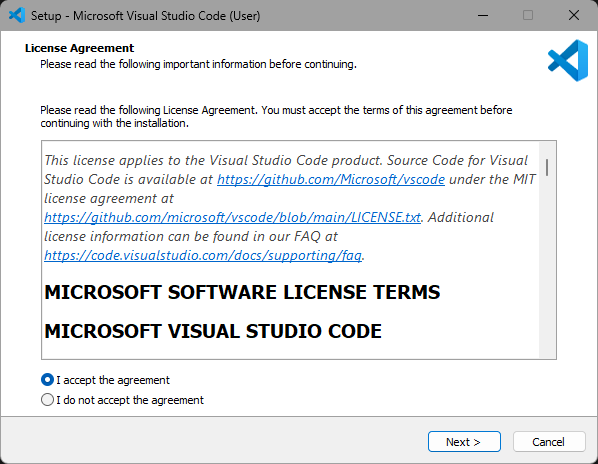 Setup - Microsoft Visual Studio Code (User)
License Agreement
Please read the following important information before continuing.
Please read the following License Agreement. You must accept the terms of this agreement before
continuing with the installation.
This license applies to the Visual Studio Code product. Source Code for Visual
Studio Code is available at https://github.com/Microsoft/vscode under the MIT
license agreement at
https://github.com/microsoft/vscode/blob/main/LICENSE.txt. Additional
license information can be found in our FAQ at
https://code.visualstudio.com/docs/supporting/faq.
MICROSOFT SOFTWARE LICENSE TERMS
MICROSOFT VISUAL STUDIO CODE
I accept the agreement
I do not accept the agreement
Next >
Cancel